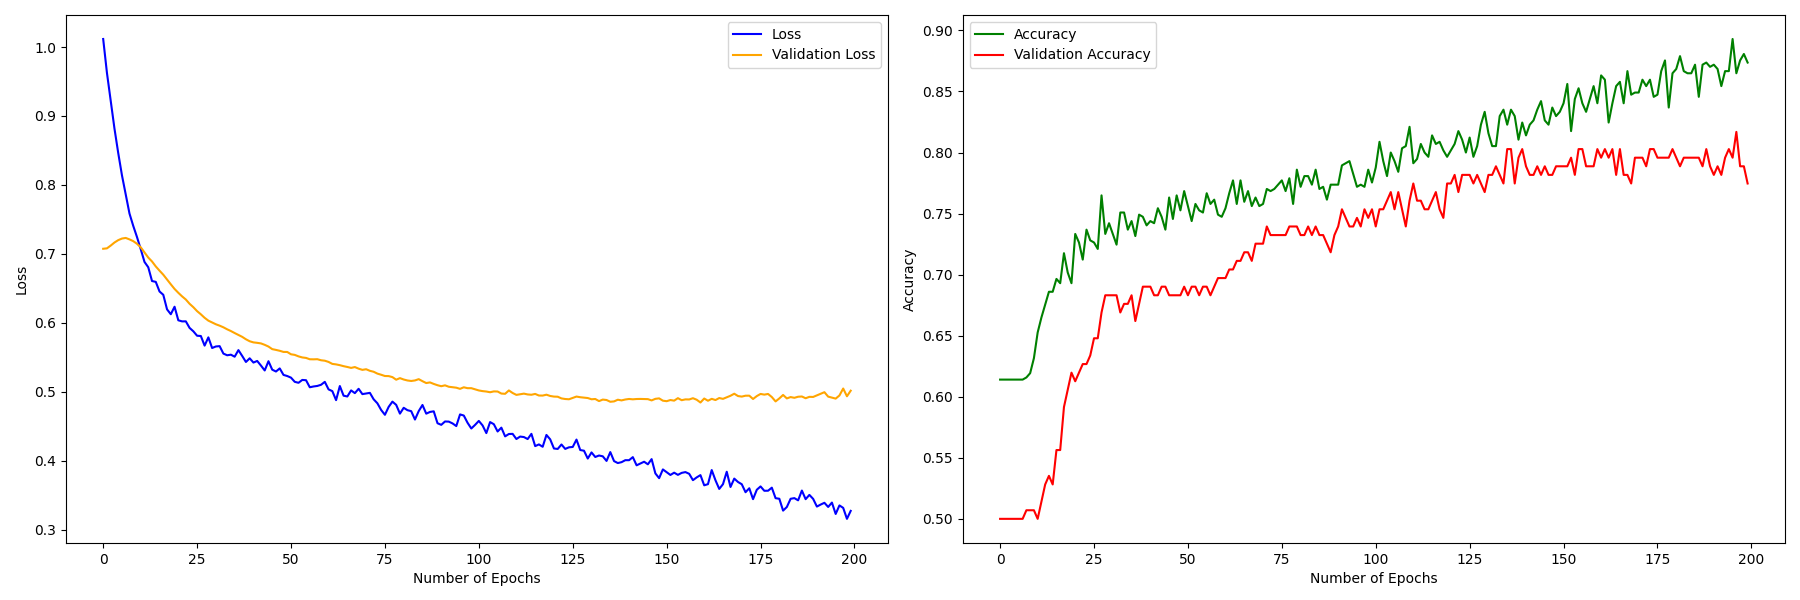 Loss
Validation Loss
1.0
0.9
0.8
0.7
0.6
0.5
0.4
0.3
Loss
0 25 50 75 100 125 150 175 200
Number of Epochs
Accuracy
Validation Accuracy
0.90
0.85
0.80
0.75
0.70
0.65
0.60
0.55
0.50
Accuracy
0 25 50 75 100 125 150 175 200
Number of Epochs